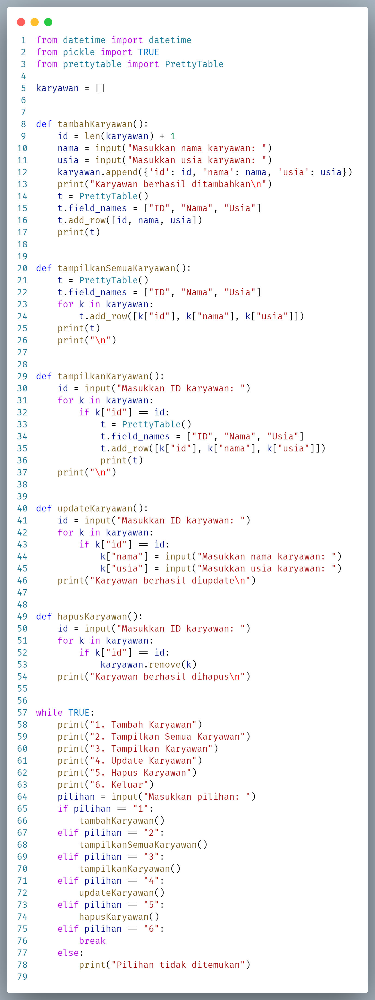 1 from datetime import datetime
2 from pickle import TRUE
3 from prettytable import PrettyTable
4
5 karyawan = []
6
7
8 def tambahKaryawan():
9     id = len(karyawan) + 1
10     nama = input("Masukkan nama karyawan: ")
11     usia = input("Masukkan usia karyawan: ")
12     karyawan.append({'id': id, 'nama': nama, 'usia': usia})
13     print("Karyawan berhasil ditambahkan\n")
14     t = PrettyTable()
15     t.field_names = ["ID", "Nama", "Usia"]
16     t.add_row([id, nama, usia])
17     print(t)
18
19
20 def tampilkanSemuaKaryawan():
21     t = PrettyTable()
22     t.field_names = ["ID", "Nama", "Usia"]
23     for k in karyawan:
24         t.add_row([k["id"], k["nama"], k["usia"]])
25     print(t)
26     print("\n")
27
28
29 def tampilkanKaryawan():
30     id = input("Masukkan ID karyawan: ")
31     for k in karyawan:
32         if k["id"] == id:
33             t = PrettyTable()
34             t.field_names = ["ID", "Nama", "Usia"]
35             t.add_row([k["id"], k["nama"], k["usia"]])
36             print(t)
37     print("\n")
38
39
40 def updateKaryawan():
41     id = input("Masukkan ID karyawan: ")
42     for k in karyawan:
43         if k["id"] == id:
44             k["nama"] = input("Masukkan nama karyawan: ")
45             k["usia"] = input("Masukkan usia karyawan: ")
46     print("Karyawan berhasil diupdate\n")
47
48
49 def hapusKaryawan():
50     id = input("Masukkan ID karyawan: ")
51     for k in karyawan:
52         if k["id"] == id:
53             karyawan.remove(k)
54     print("Karyawan berhasil dihapus\n")
55
56
57 while TRUE:
58     print("1. Tambah Karyawan")
59     print("2. Tampilkan Semua Karyawan")
60     print("3. Tampilkan Karyawan")
61     print("4. Update Karyawan")
62     print("5. Hapus Karyawan")
63     print("6. Keluar")
64     pilihan = input("Masukkan pilihan: ")
65     if pilihan == "1":
66         tambahKaryawan()
67     elif pilihan == "2":
68         tampilkanSemuaKaryawan()
69     elif pilihan == "3":
70         tampilkanKaryawan()
71     elif pilihan == "4":
72         updateKaryawan()
73     elif pilihan == "5":
74         hapusKaryawan()
75     elif pilihan == "6":
76         break
77     else:
78         print("Pilihan tidak ditemukan")
79